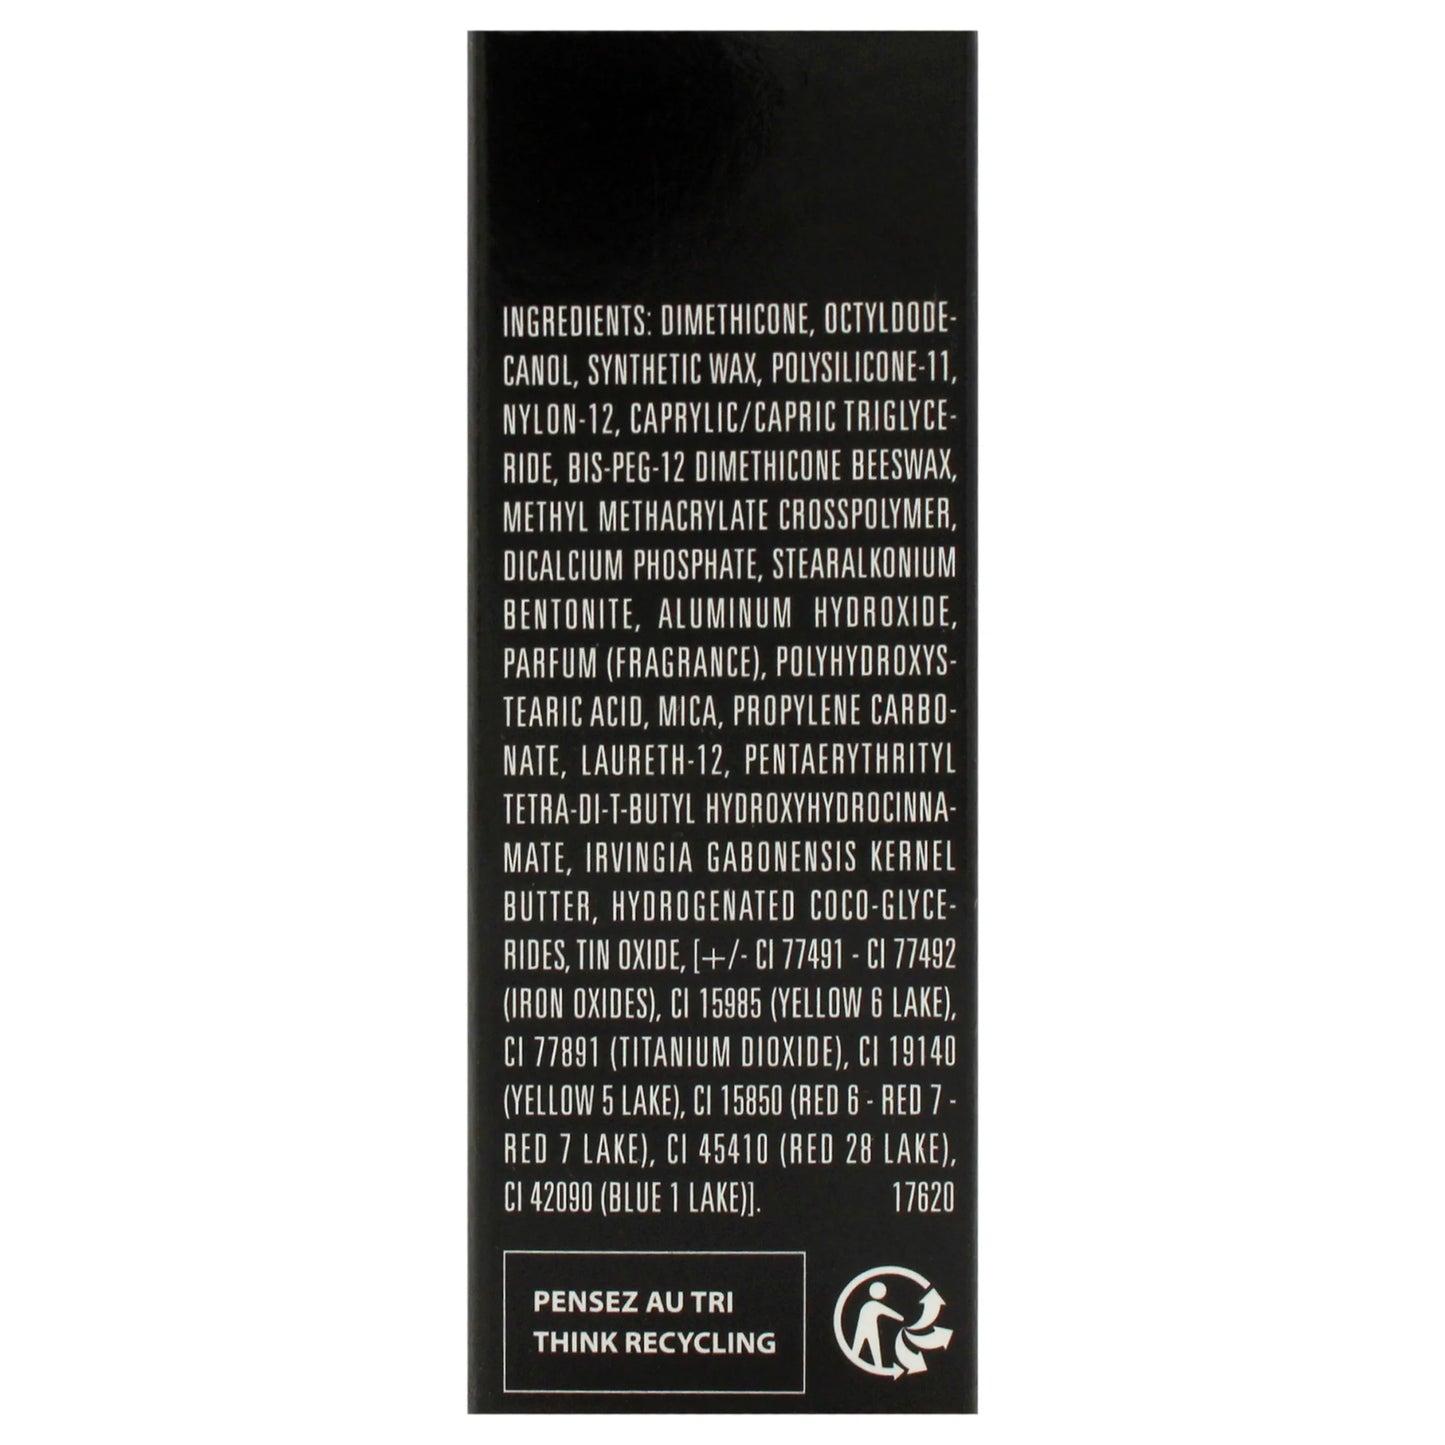 INGREDIENTS: DIMETHICONE, OCTYLDODE-
CANOL, SYNTHETIC WAX, POLYSILICONE-11,
NYLON-12, CAPRYLIC/CAPRIC TRIGLYCE-
RIDE, BIS-PEG-12 DIMETHICONE BEESWAX,
METHYL METHACRYLATE CROSSPOLYMER,
DICALCIUM PHOSPHATE, STEARALKONIUM
BENTONITE, ALUMINUM HYDROXIDE,
PARFUM (FRAGRANCE), POLYHYDROXYS-
TEARIC ACID, MICA, PROPYLENE CARBO-
NATE, LAURETH-12, PENTAERYTHRITYL
TETRA-DI-T-BUTYL HYDROXYHYDROCINNA-
MATE, IRVINGIA GABONENSIS KERNEL
BUTTER, HYDROGENATED COCO-GLYCE-
RIDES, TIN OXIDE, [+/- CI 77491 - CI 77492
(IRON OXIDES), CI 15985 (YELLOW 6 LAKE),
CI 77891 (TITANIUM DIOXIDE), CI 19140
(YELLOW 5 LAKE), CI 15850 (RED 6 - RED 7 -
RED 7 LAKE), CI 45410 (RED 28 LAKE),
CI 42090 (BLUE 1 LAKE)]. 17620
PENSEZ AU TRI
THINK RECYCLING